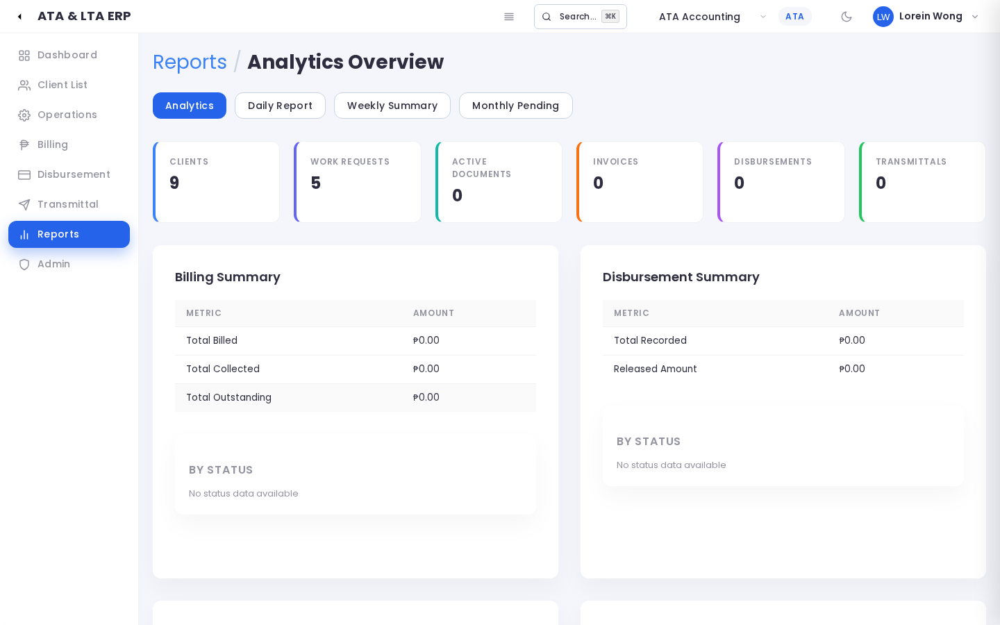 ATA & LTA ERP
Search... ⌘K
ATA Accounting
ATA
LW
Lorein Wong
Dashboard
Client List
Operations
Billing
Disbursement
Transmittal
Reports
Admin
Reports / Analytics Overview
Analytics
Daily Report
Weekly Summary
Monthly Pending
CLIENTS
9
WORK REQUESTS
5
ACTIVE
DOCUMENTS
0
INVOICES
0
DISBURSEMENTS
0
TRANSMITTALS
0
Billing Summary
METRIC AMOUNT
Total Billed ₱0.00
Total Collected ₱0.00
Total Outstanding ₱0.00
BY STATUS
No status data available
Disbursement Summary
METRIC AMOUNT
Total Recorded ₱0.00
Released Amount ₱0.00
BY STATUS
No status data available